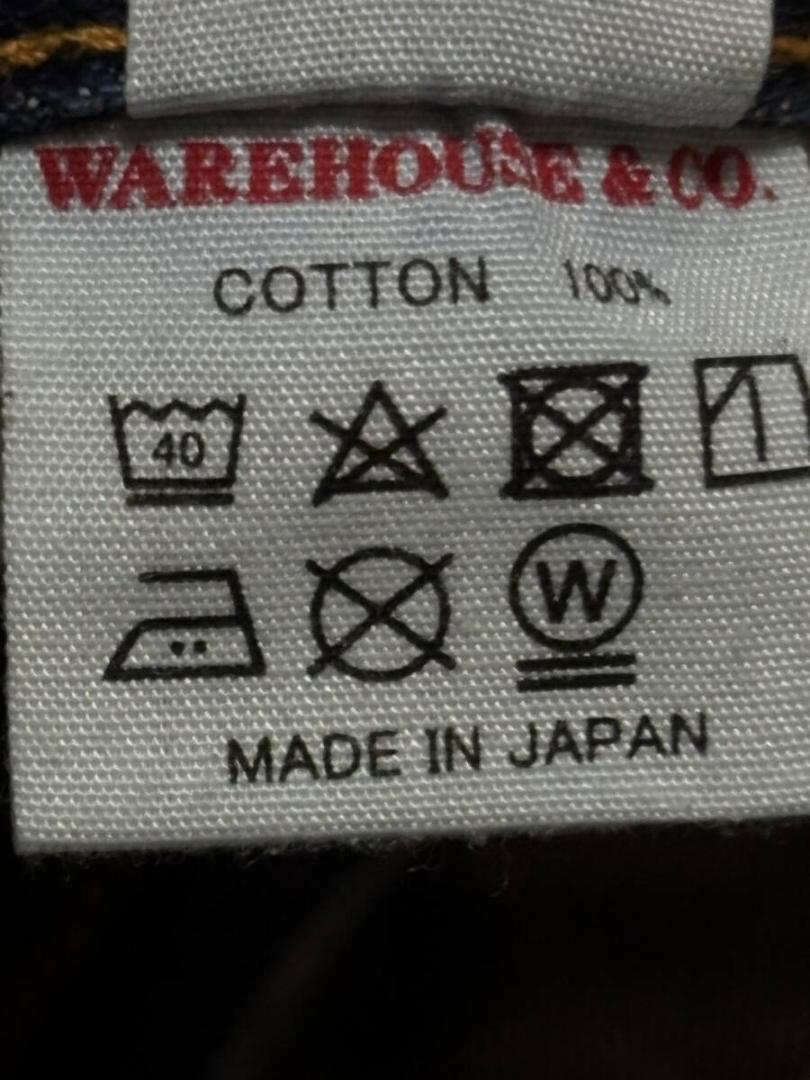 WAREHOUSE & CO.
COTTON 100%
40
W
MADE IN JAPAN